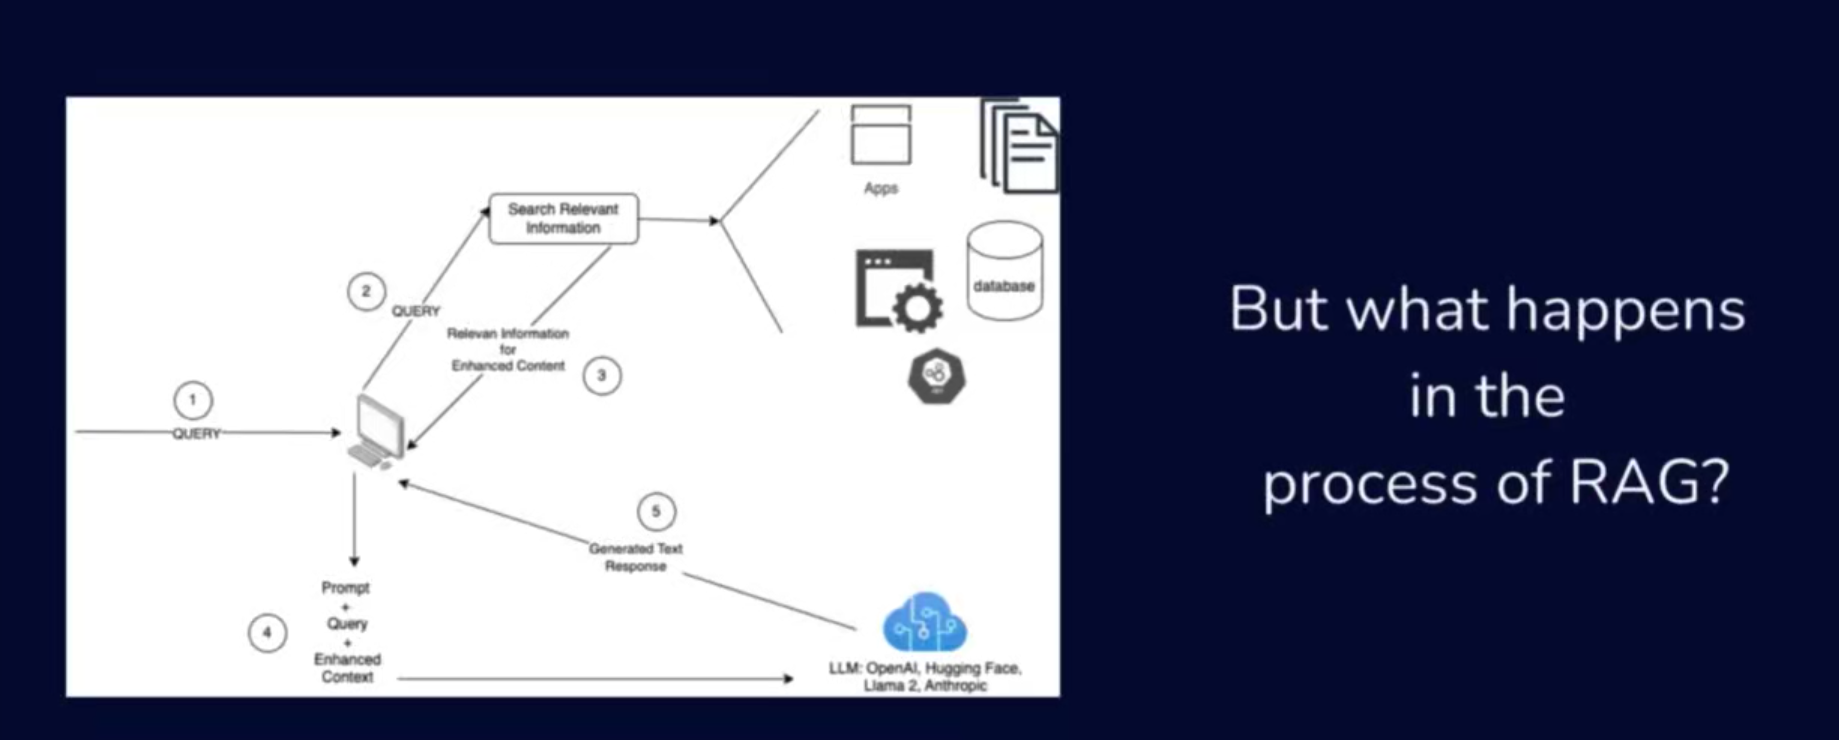 Apps
Search Relevant
Information
database
2
QUERY
Relevan Information
for
Enhanced Content
3
1
QUERY
5
Generated Text
Response
Prompt
+
Query
+
Enhanced
Context
4
LLM: OpenAI, Hugging Face,
Llama 2, Anthropic
But what happens
in the
process of RAG?